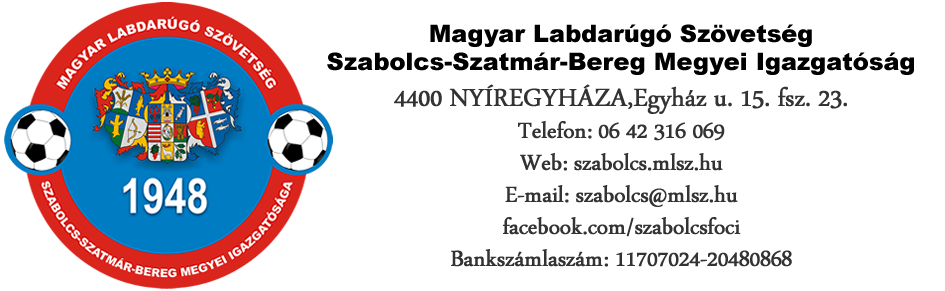 MAGYAR LABDARÚGÓ SZÖVETSÉG
1948
SZABOLCS-SZATMÁR-BEREG MEGYEI IGAZGATÓSÁGA
Magyar Labdarúgó Szövetség
Szabolcs-Szatmár-Bereg Megyei Igazgatóság
4400 NYÍREGYHÁZA,Egyház u. 15. fsz. 23.
Telefon: 06 42 316 069
Web: szabolcs.mlsz.hu
E-mail: szabolcs@mlsz.hu
facebook.com/szabolcsfoci
Bankszámlaszám: 11707024-20480868